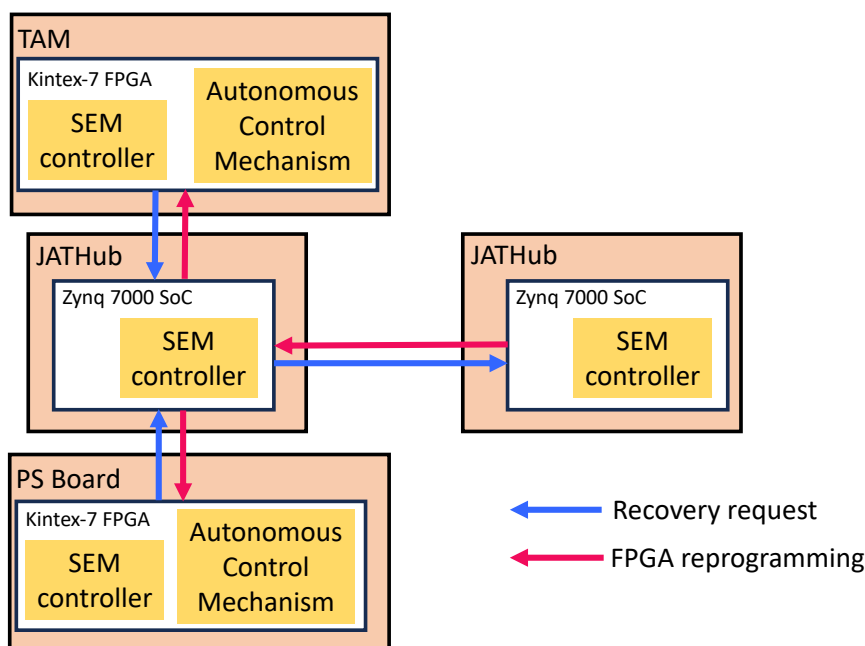 TAM
Kintex-7 FPGA
SEM
controller
Autonomous
Control
Mechanism
JATHub
Zynq 7000 SoC
SEM
controller
JATHub
Zynq 7000 SoC
SEM
controller
PS Board
Kintex-7 FPGA
SEM
controller
Autonomous
Control
Mechanism
Recovery request
FPGA reprogramming